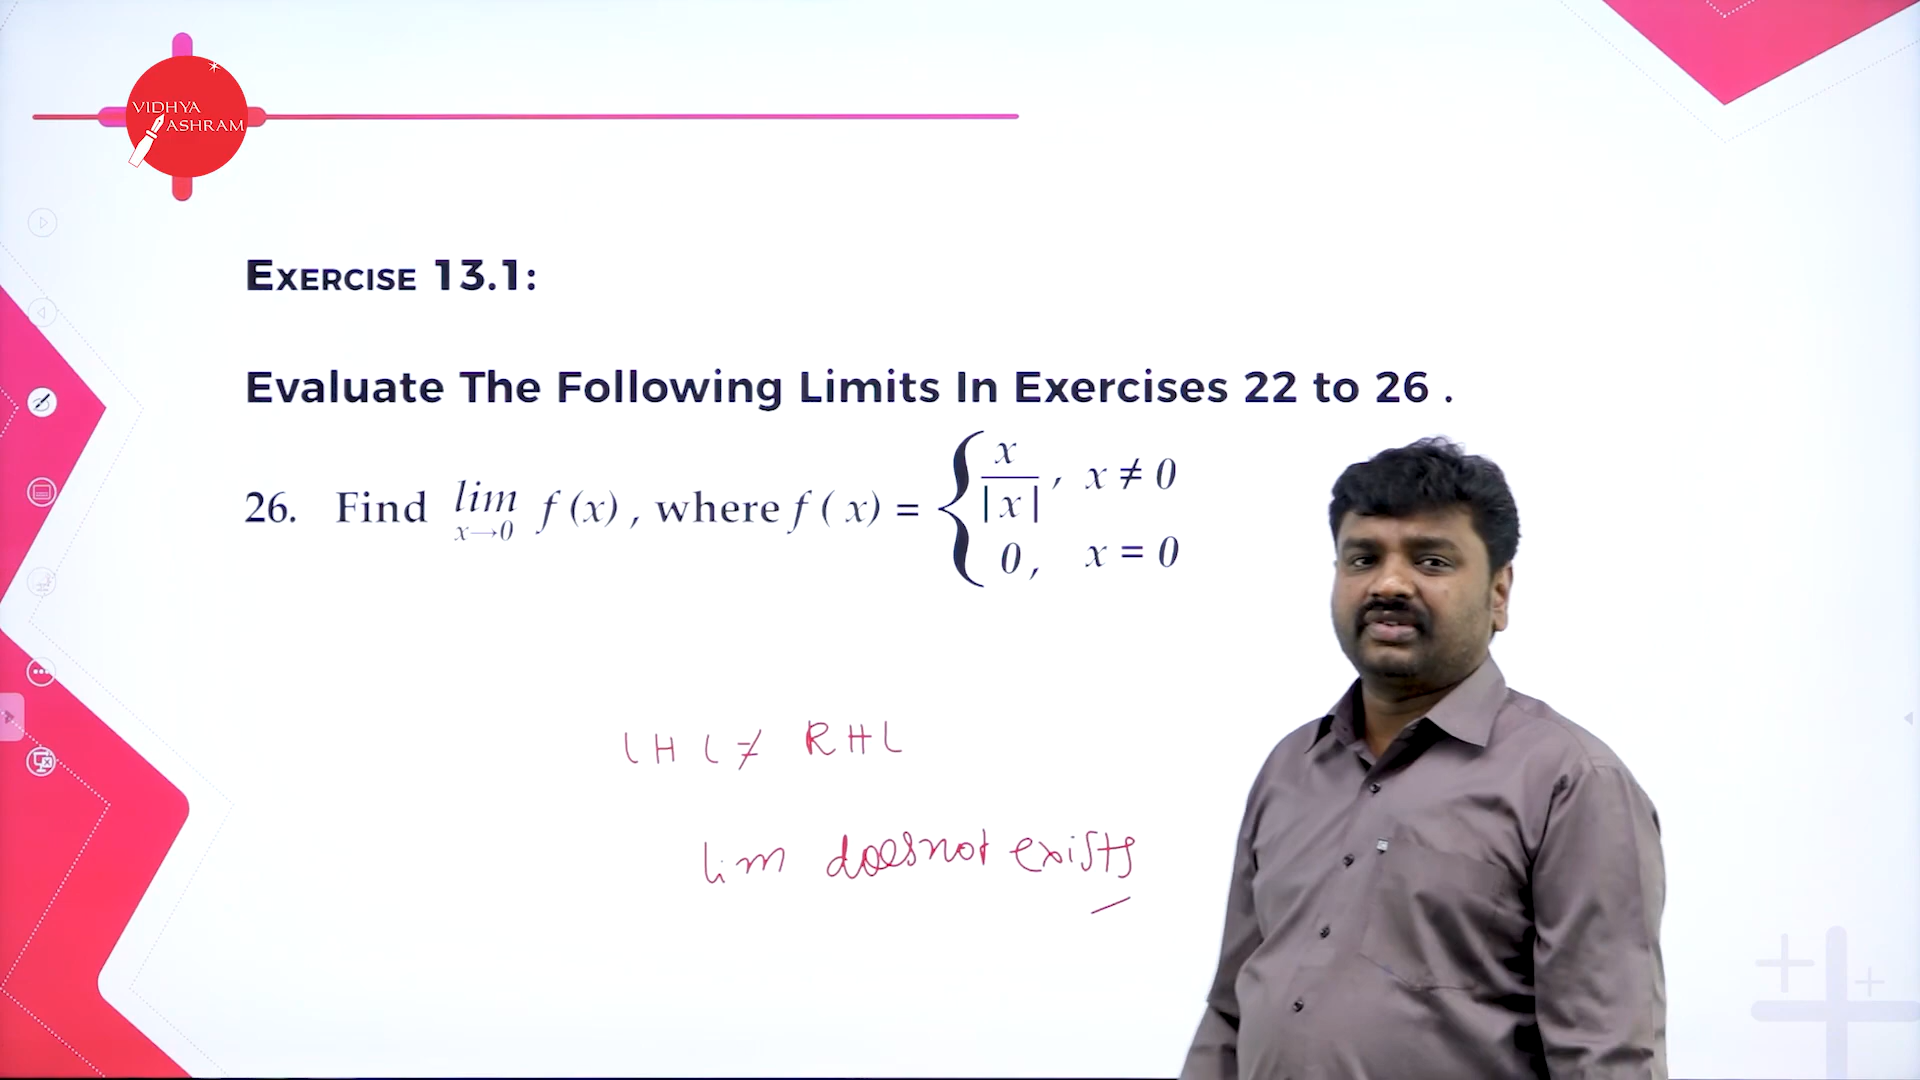 VIDHYA
ASHRAM
EXERCISE 13.1:
Evaluate The Following Limits In Exercises 22 to 26 .
26. Find lim x→0 f (x) , where f ( x) = { x / |x| , x ≠ 0
0 , x = 0
LHL ≠ RHL
lim doesnot exists